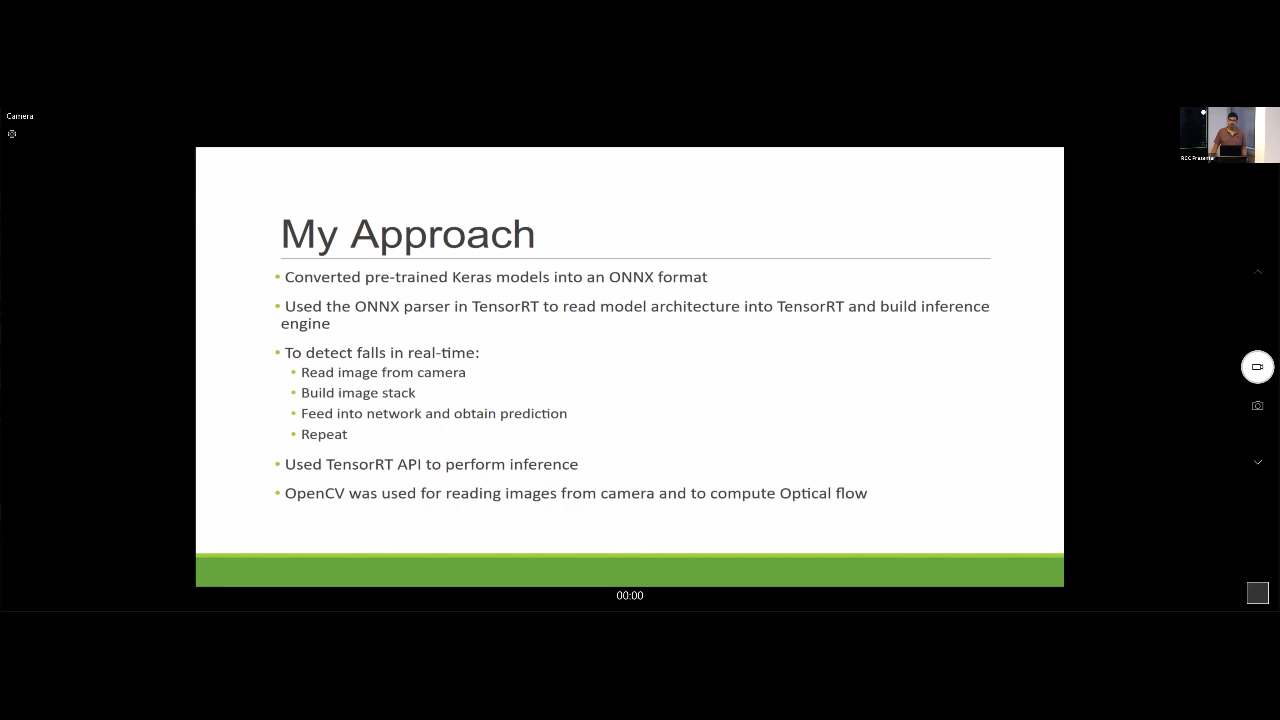 Camera
RCC Presenter
My Approach
• Converted pre-trained Keras models into an ONNX format
• Used the ONNX parser in TensorRT to read model architecture into TensorRT and build inference
engine
• To detect falls in real-time:
• Read image from camera
• Build image stack
• Feed into network and obtain prediction
• Repeat
• Used TensorRT API to perform inference
• OpenCV was used for reading images from camera and to compute Optical flow
00:00